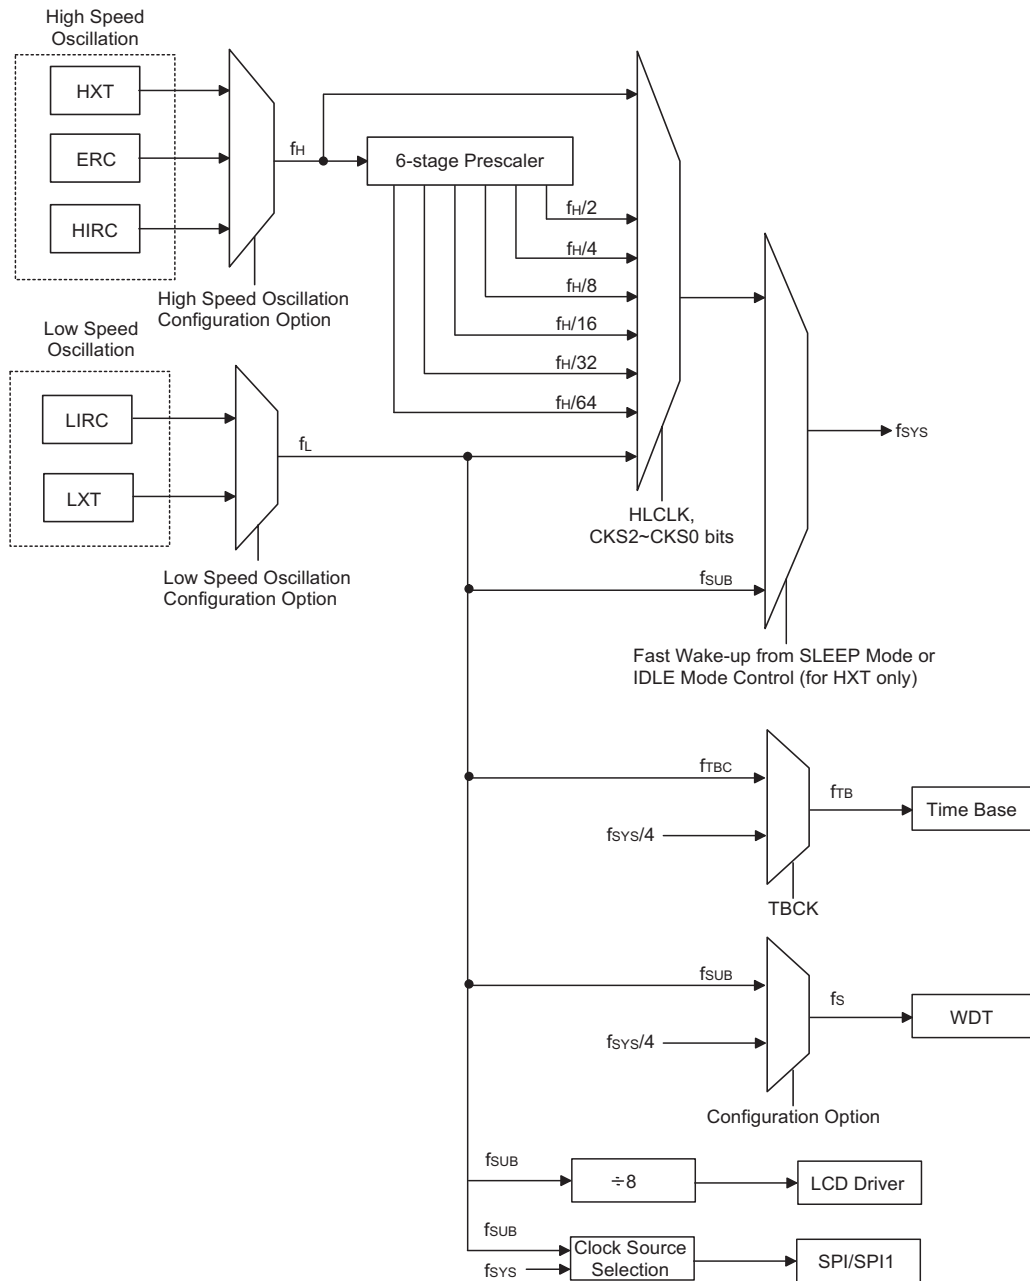 High Speed
Oscillation
HXT
ERC
HIRC
fH
6-stage Prescaler
fH/2
fH/4
fH/8
fH/16
fH/32
fH/64
High Speed Oscillation
Configuration Option
Low Speed
Oscillation
LIRC
LXT
fL
Low Speed Oscillation
Configuration Option
HLCLK,
CKS2~CKS0 bits
fSYS
fSUB
Fast Wake-up from SLEEP Mode or
IDLE Mode Control (for HXT only)
fTBC
fSYS/4
fTB
Time Base
TBCK
fSUB
fSYS/4
fS
WDT
Configuration Option
fSUB
÷8
LCD Driver
fSUB
fSYS
Clock Source
Selection
SPI/SPI1